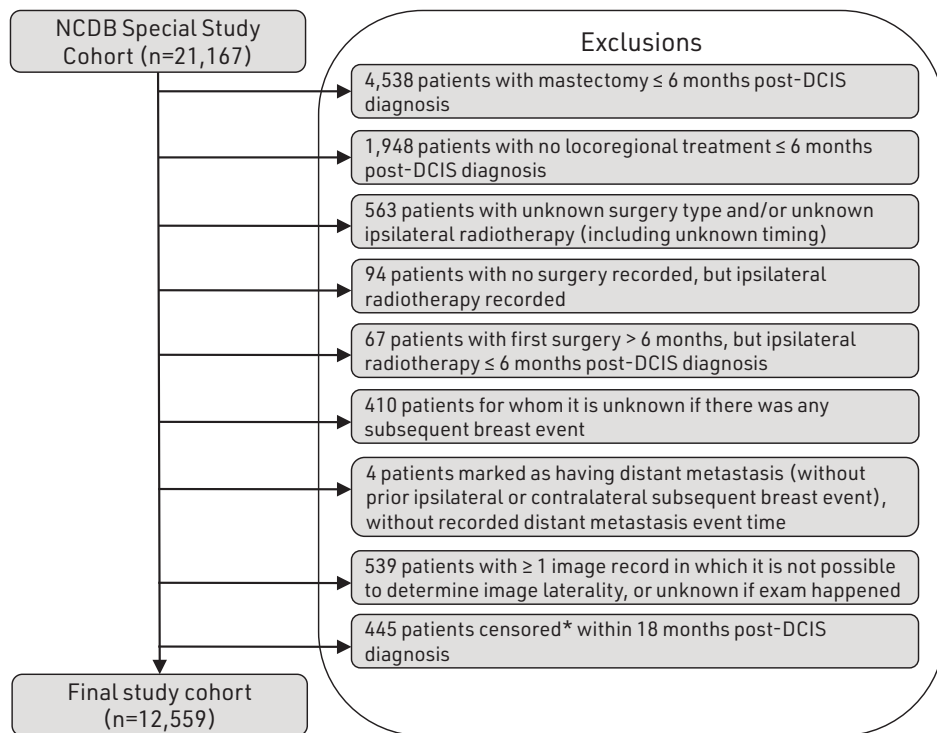 NCDB Special Study
Cohort (n=21,167)
Exclusions
4,538 patients with mastectomy ≤ 6 months post-DCIS
diagnosis
1,948 patients with no locoregional treatment ≤ 6 months
post-DCIS diagnosis
563 patients with unknown surgery type and/or unknown
ipsilateral radiotherapy (including unknown timing)
94 patients with no surgery recorded, but ipsilateral
radiotherapy recorded
67 patients with first surgery > 6 months, but ipsilateral
radiotherapy ≤ 6 months post-DCIS diagnosis
410 patients for whom it is unknown if there was any
subsequent breast event
4 patients marked as having distant metastasis (without
prior ipsilateral or contralateral subsequent breast event),
without recorded distant metastasis event time
539 patients with ≥ 1 image record in which it is not possible
to determine image laterality, or unknown if exam happened
445 patients censored* within 18 months post-DCIS
diagnosis
Final study cohort
(n=12,559)